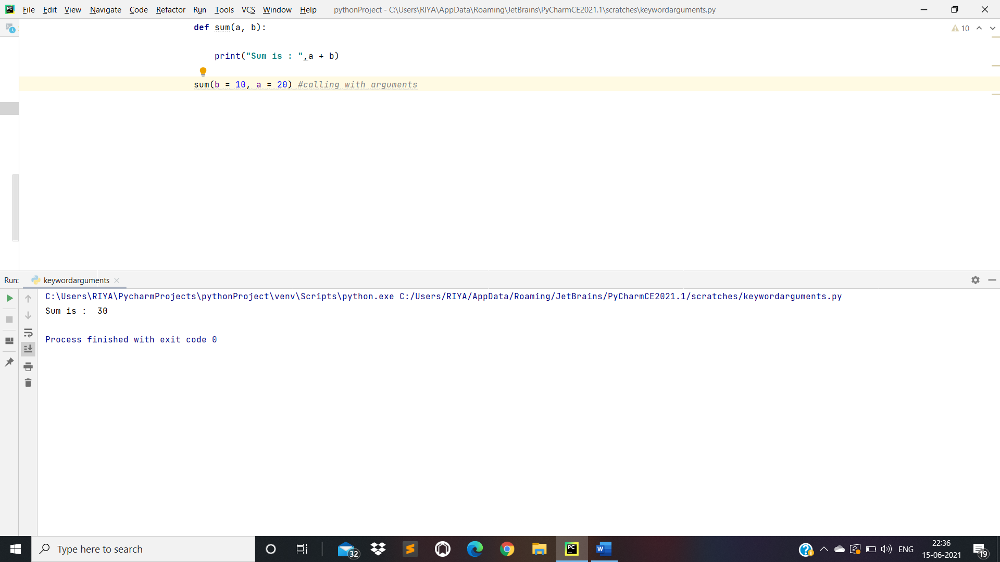 File Edit View Navigate Code Refactor Run Tools VCS Window Help pythonProject - C:\Users\RIYA\AppData\Roaming\JetBrains\PyCharmCE2021.1\scratches\keywordarguments.py
def sum(a, b):
10
print("Sum is : ",a + b)
sum(b = 10, a = 20) #calling with arguments
Run: keywordarguments
C:\Users\RIYA\PycharmProjects\pythonProject\venv\Scripts\python.exe C:/Users/RIYA/AppData/Roaming/JetBrains/PyCharmCE2021.1/scratches/keywordarguments.py
Sum is :  30
Process finished with exit code 0
Type here to search
32
PC
W
ENG
22:36
15-06-2021
19